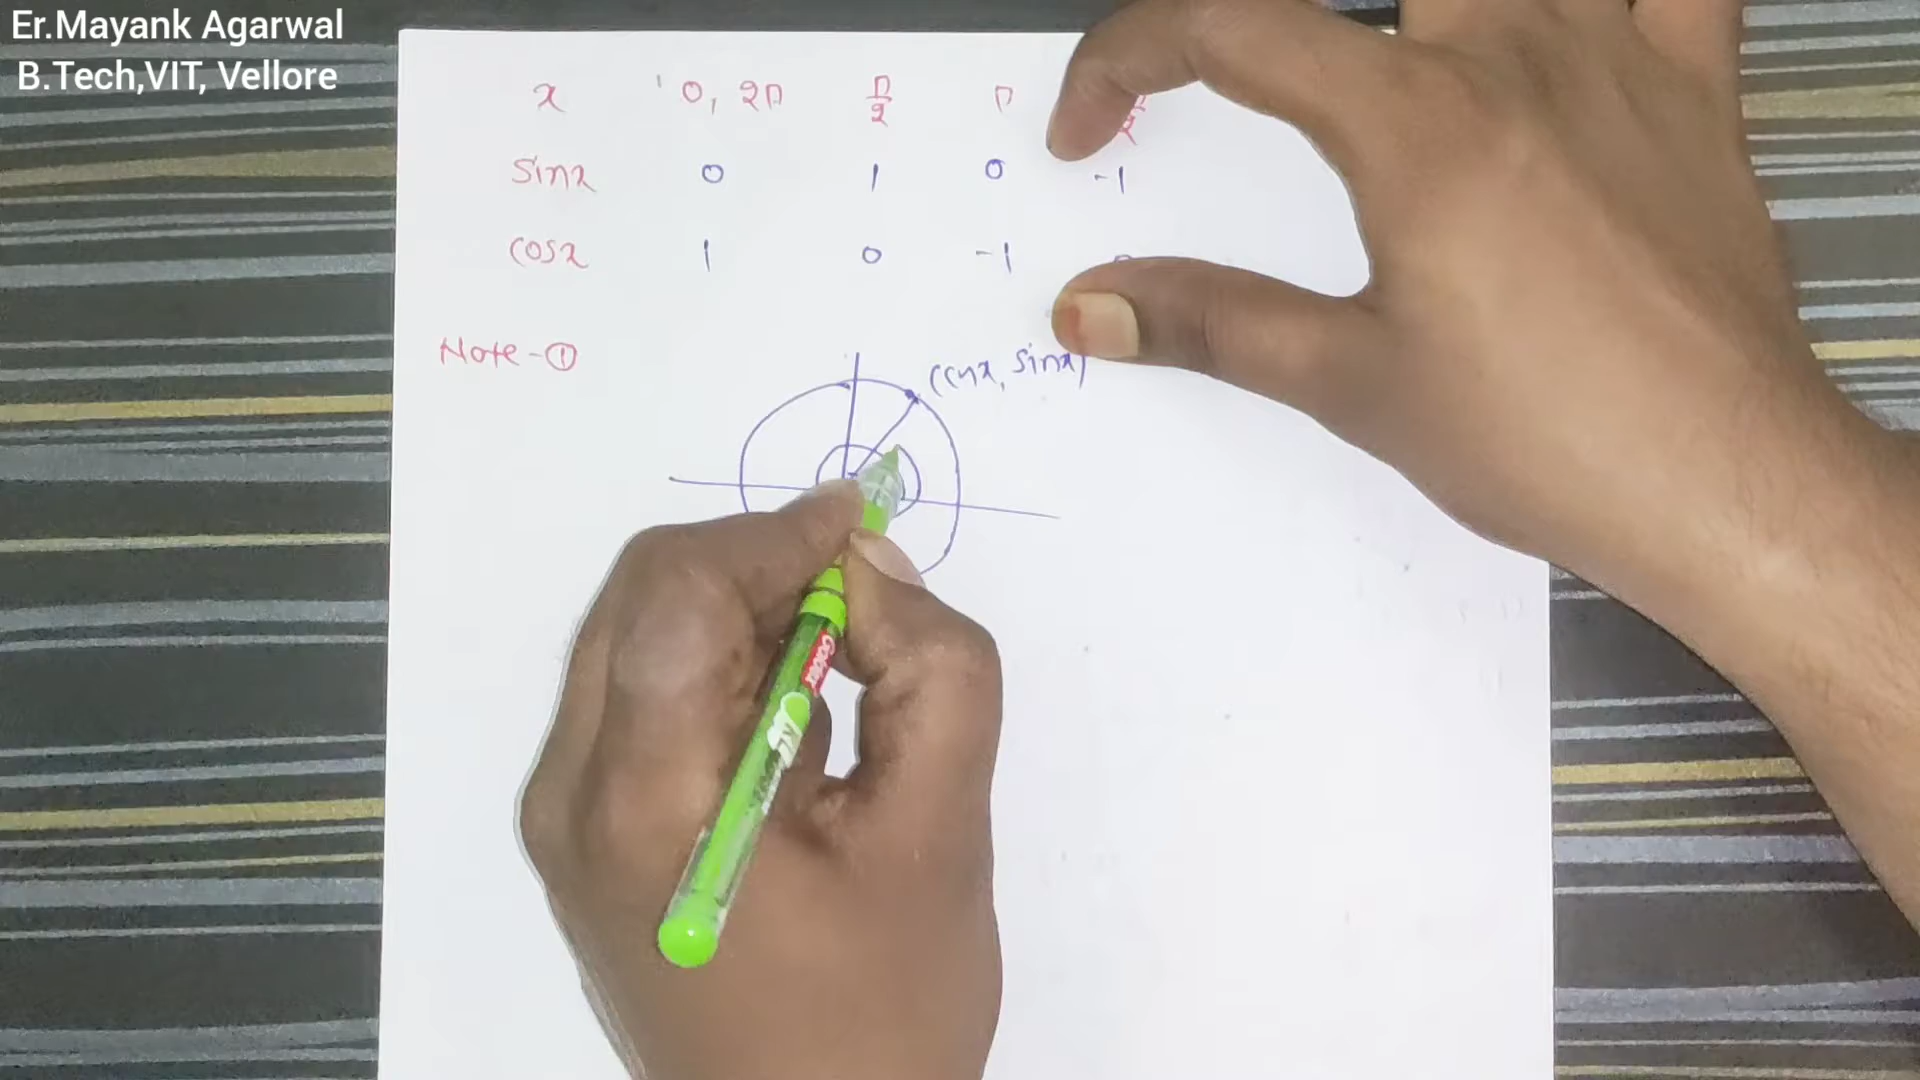 Er.Mayank Agarwal
B.Tech,VIT, Vellore
x 0, 2π π/2 π
sinx 0 1 0 -1
cosx 1 0 -1
Note-①
(cosx, sinx)